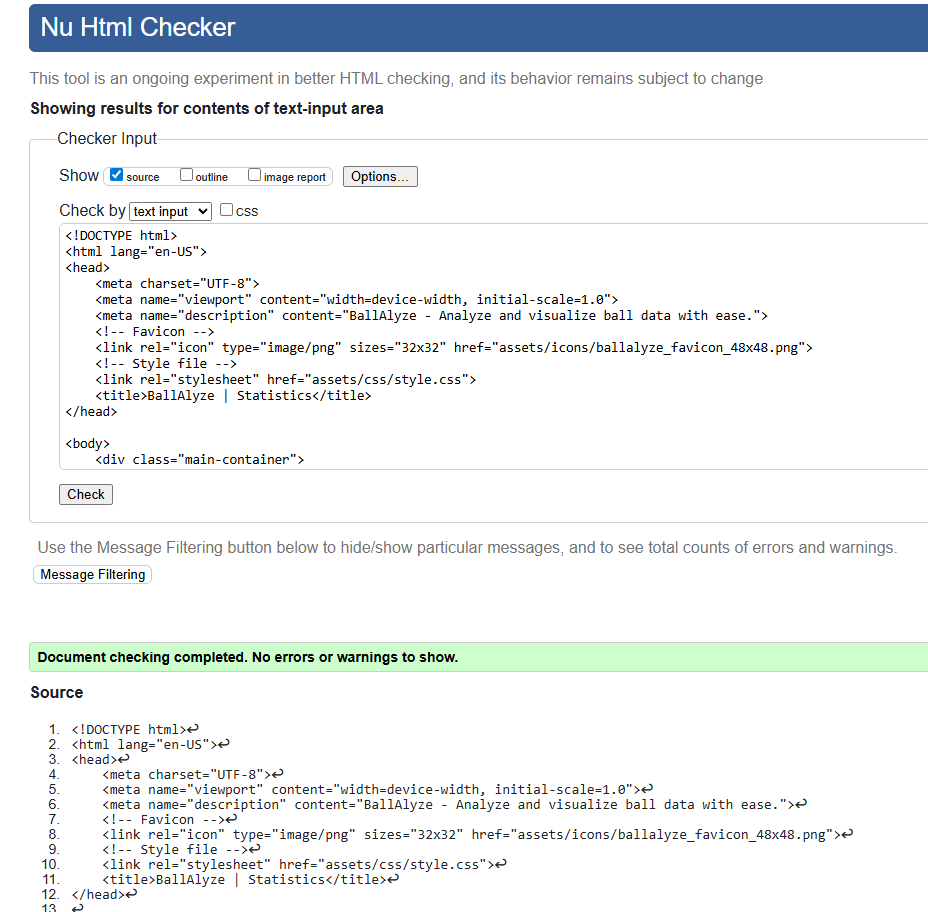 Nu Html Checker
This tool is an ongoing experiment in better HTML checking, and its behavior remains subject to change
Showing results for contents of text-input area
Checker Input
Show source outline image report Options...
Check by text input css
<!DOCTYPE html>
<html lang="en-US">
<head>
    <meta charset="UTF-8">
    <meta name="viewport" content="width=device-width, initial-scale=1.0">
    <meta name="description" content="BallAlyze - Analyze and visualize ball data with ease.">
    <!-- Favicon -->
    <link rel="icon" type="image/png" sizes="32x32" href="assets/icons/ballalyze_favicon_48x48.png">
    <!-- Style file -->
    <link rel="stylesheet" href="assets/css/style.css">
    <title>BallAlyze | Statistics</title>
</head>
<body>
    <div class="main-container">
Check
Use the Message Filtering button below to hide/show particular messages, and to see total counts of errors and warnings.
Message Filtering
Document checking completed. No errors or warnings to show.
Source
1. <!DOCTYPE html>↩
2. <html lang="en-US">↩
3. <head>↩
4.     <meta charset="UTF-8">↩
5.     <meta name="viewport" content="width=device-width, initial-scale=1.0">↩
6.     <meta name="description" content="BallAlyze - Analyze and visualize ball data with ease.">↩
7.     <!-- Favicon -->↩
8.     <link rel="icon" type="image/png" sizes="32x32" href="assets/icons/ballalyze_favicon_48x48.png">↩
9.     <!-- Style file -->↩
10.     <link rel="stylesheet" href="assets/css/style.css">↩
11.     <title>BallAlyze | Statistics</title>↩
12. </head>↩
13. ↩